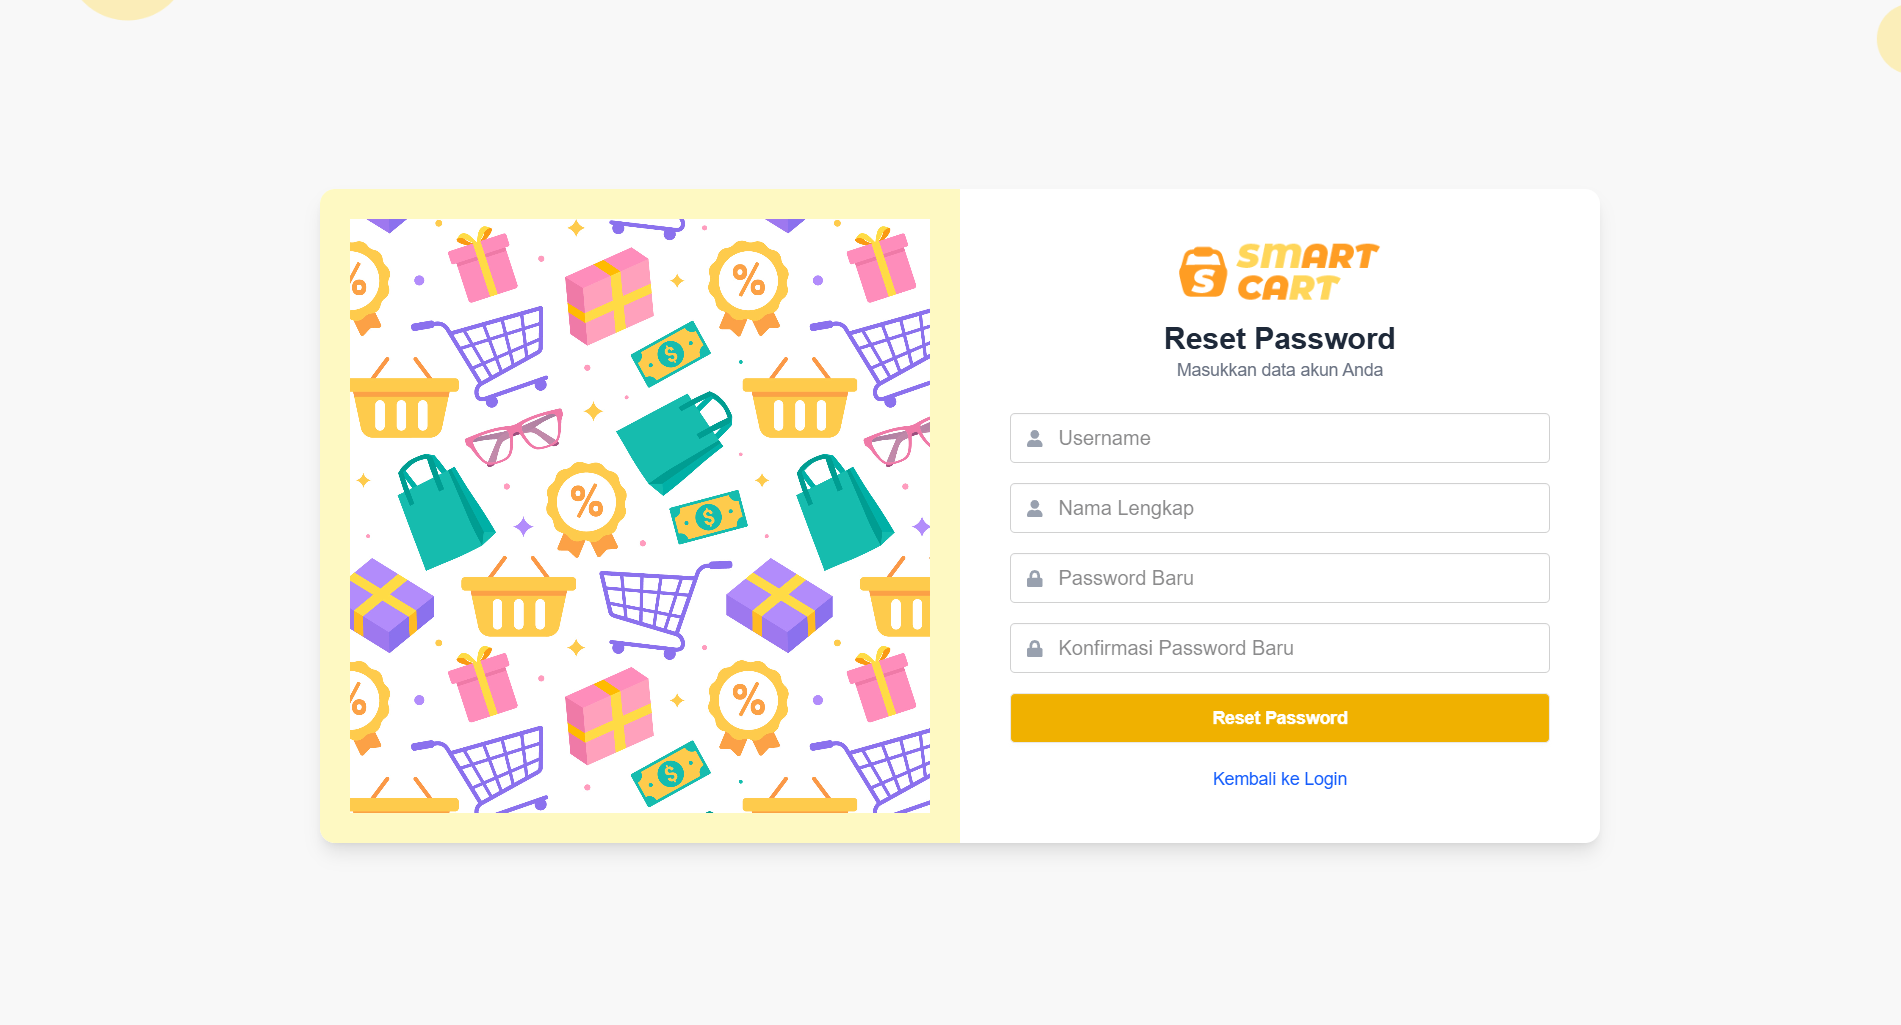 SMART
CART
Reset Password
Masukkan data akun Anda
Username
Nama Lengkap
Password Baru
Konfirmasi Password Baru
Reset Password
Kembali ke Login